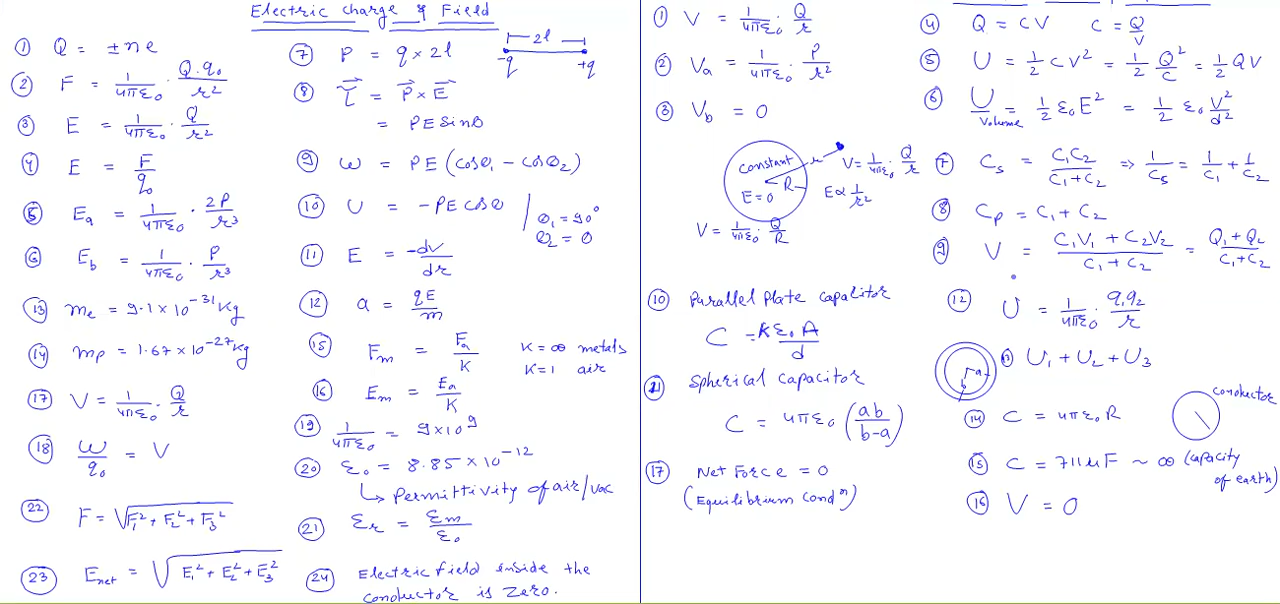 Electric Charge & Field
① Q = ±ne
② F = 1/4πε₀ · Q.q₀/r²
③ E = 1/4πε₀ · Q/r²
④ E = F/q₀
⑤ Ea = 1/4πε₀ · 2P/r³
⑥ Eb = 1/4πε₀ · P/r³
⑬ me = 9.1 × 10⁻³¹ Kg
⑭ mp = 1.67 × 10⁻²⁷ Kg
⑰ V = 1/4πε₀ · Q/r
⑱ W/q₀ = V
㉒ F = √(F₁² + F₂² + F₃²)
㉓ Enet = √(E₁² + E₂² + E₃²)
⑦ P = q × 2l
2l
-q +q
⑧ τ⃗ = P⃗ × E⃗
= PE Sinθ
⑨ W = PE (cosθ₁ - cosθ₂)
⑩ U = -PE cosθ / θ₁ = 90°
θ₂ = 0
⑪ E = -dv/dr
⑫ a = qE/m
⑮ Fm = Fa/K K = ∞ metals
K = 1 air
⑯ Em = Ea/K
⑲ 1/4πε₀ = 9 × 10⁹
⑳ ε₀ = 8.85 × 10⁻¹²
↳ Permittivity of air/vac
㉑ εr = εm/ε₀
㉔ Electric field inside the
conductor is zero.
① V = 1/4πε₀ · Q/r
② Va = 1/4πε₀ · P/r²
③ Vb = 0
constant
E = 0
R
r
V = 1/4πε₀ · Q/r
E ∝ 1/r²
V = 1/4πε₀ · Q/R
⑩ Parallel Plate capacitor
C = Kε₀A/d
⑪ Spherical Capacitor
C = 4πε₀ (ab/b-a)
⑰ Net Force = 0
(Equilibrium condⁿ)
④ Q = CV C = Q/V
⑤ U = 1/2 CV² = 1/2 Q²/C = 1/2 QV
⑥ U/Volume = 1/2 ε₀E² = 1/2 ε₀ V²/d²
⑦ Cs = C₁C₂/C₁+C₂ ⇒ 1/Cs = 1/C₁ + 1/C₂
⑧ Cp = C₁ + C₂
⑨ V = C₁V₁ + C₂V₂/C₁ + C₂ = Q₁ + Q₂/C₁+C₂
⑫ U = 1/4πε₀ · q₁q₂/r
⑬ U₁ + U₂ + U₃
a
b
⑭ C = 4πε₀R
conductor
⑮ C = 711 μF ~ ∞ (capacity
of earth)
⑯ V = 0